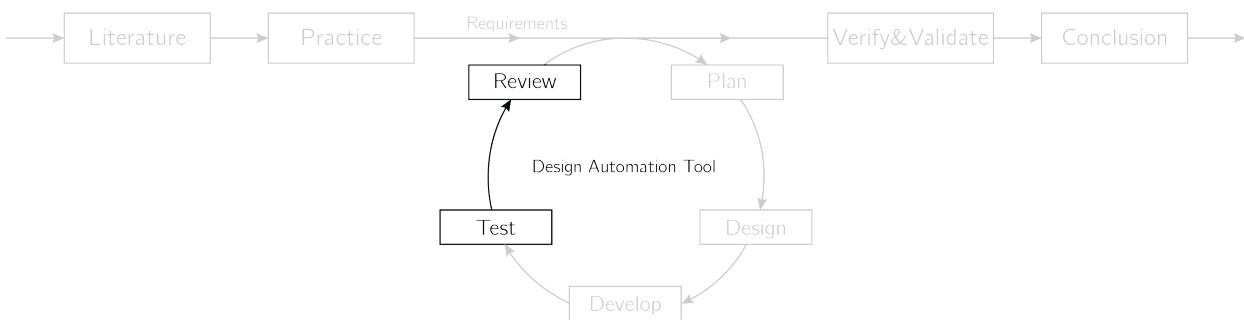 Requirements
Literature
Practice
Verify&Validate
Conclusion
Review
Plan
Design Automation Tool
Test
Design
Develop